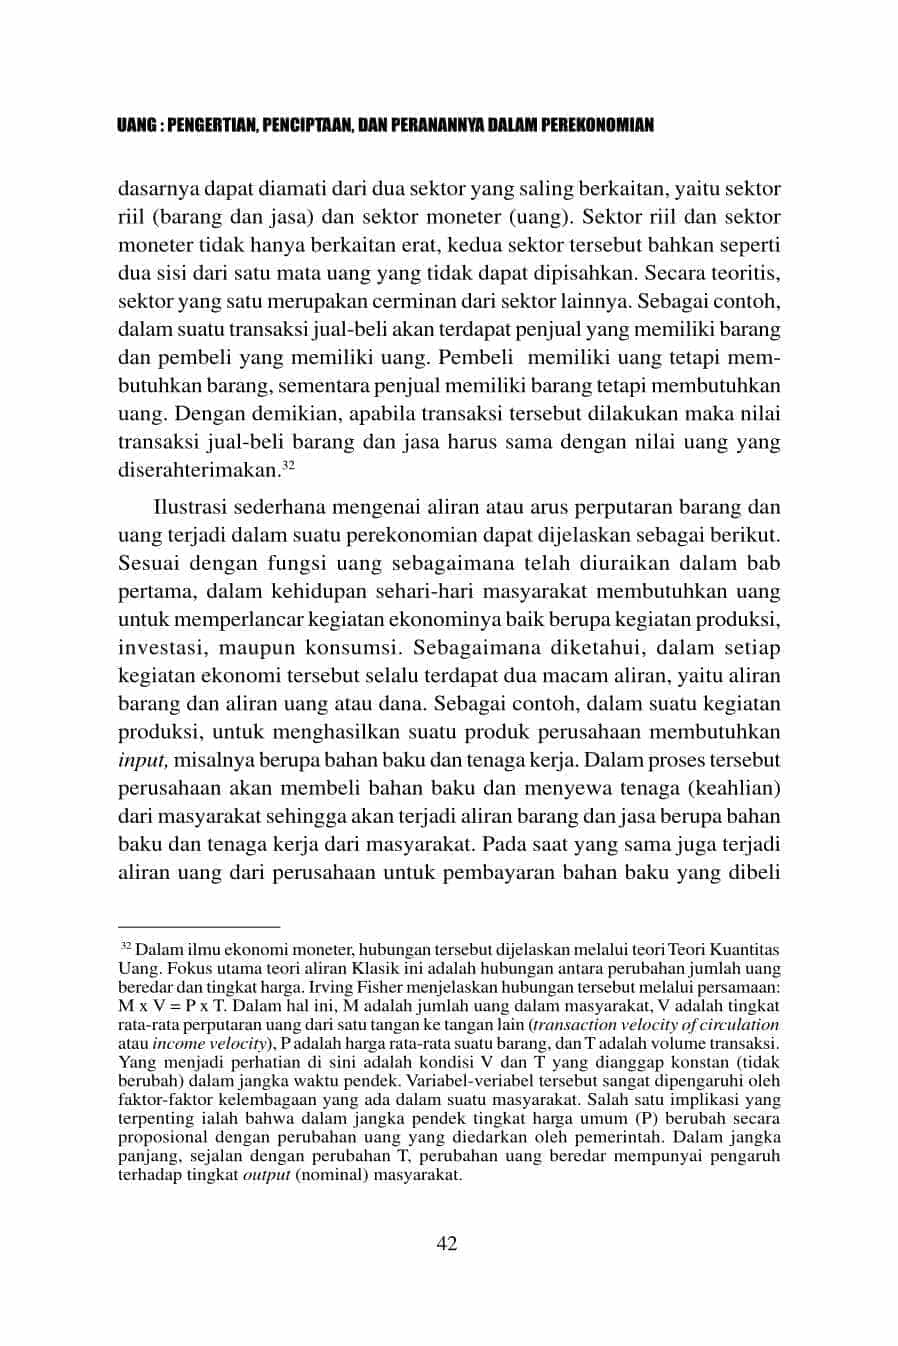 UANG : PENGERTIAN, PENCIPTAAN, DAN PERANANNYA DALAM PEREKONOMIAN
dasarnya dapat diamati dari dua sektor yang saling berkaitan, yaitu sektor
riil (barang dan jasa) dan sektor moneter (uang). Sektor riil dan sektor
moneter tidak hanya berkaitan erat, kedua sektor tersebut bahkan seperti
dua sisi dari satu mata uang yang tidak dapat dipisahkan. Secara teoritis,
sektor yang satu merupakan cerminan dari sektor lainnya. Sebagai contoh,
dalam suatu transaksi jual-beli akan terdapat penjual yang memiliki barang
dan pembeli yang memiliki uang. Pembeli memiliki uang tetapi mem-
butuhkan barang, sementara penjual memiliki barang tetapi membutuhkan
uang. Dengan demikian, apabila transaksi tersebut dilakukan maka nilai
transaksi jual-beli barang dan jasa harus sama dengan nilai uang yang
diserahterimakan.32
Ilustrasi sederhana mengenai aliran atau arus perputaran barang dan
uang terjadi dalam suatu perekonomian dapat dijelaskan sebagai berikut.
Sesuai dengan fungsi uang sebagaimana telah diuraikan dalam bab
pertama, dalam kehidupan sehari-hari masyarakat membutuhkan uang
untuk memperlancar kegiatan ekonominya baik berupa kegiatan produksi,
investasi, maupun konsumsi. Sebagaimana diketahui, dalam setiap
kegiatan ekonomi tersebut selalu terdapat dua macam aliran, yaitu aliran
barang dan aliran uang atau dana. Sebagai contoh, dalam suatu kegiatan
produksi, untuk menghasilkan suatu produk perusahaan membutuhkan
input, misalnya berupa bahan baku dan tenaga kerja. Dalam proses tersebut
perusahaan akan membeli bahan baku dan menyewa tenaga (keahlian)
dari masyarakat sehingga akan terjadi aliran barang dan jasa berupa bahan
baku dan tenaga kerja dari masyarakat. Pada saat yang sama juga terjadi
aliran uang dari perusahaan untuk pembayaran bahan baku yang dibeli
32 Dalam ilmu ekonomi moneter, hubungan tersebut dijelaskan melalui teori Teori Kuantitas
Uang. Fokus utama teori aliran Klasik ini adalah hubungan antara perubahan jumlah uang
beredar dan tingkat harga. Irving Fisher menjelaskan hubungan tersebut melalui persamaan:
M x V = P x T. Dalam hal ini, M adalah jumlah uang dalam masyarakat, V adalah tingkat
rata-rata perputaran uang dari satu tangan ke tangan lain (transaction velocity of circulation
atau income velocity), P adalah harga rata-rata suatu barang, dan T adalah volume transaksi.
Yang menjadi perhatian di sini adalah kondisi V dan T yang dianggap konstan (tidak
berubah) dalam jangka waktu pendek. Variabel-veriabel tersebut sangat dipengaruhi oleh
faktor-faktor kelembagaan yang ada dalam suatu masyarakat. Salah satu implikasi yang
terpenting ialah bahwa dalam jangka pendek tingkat harga umum (P) berubah secara
proposional dengan perubahan uang yang diedarkan oleh pemerintah. Dalam jangka
panjang, sejalan dengan perubahan T, perubahan uang beredar mempunyai pengaruh
terhadap tingkat output (nominal) masyarakat.
42